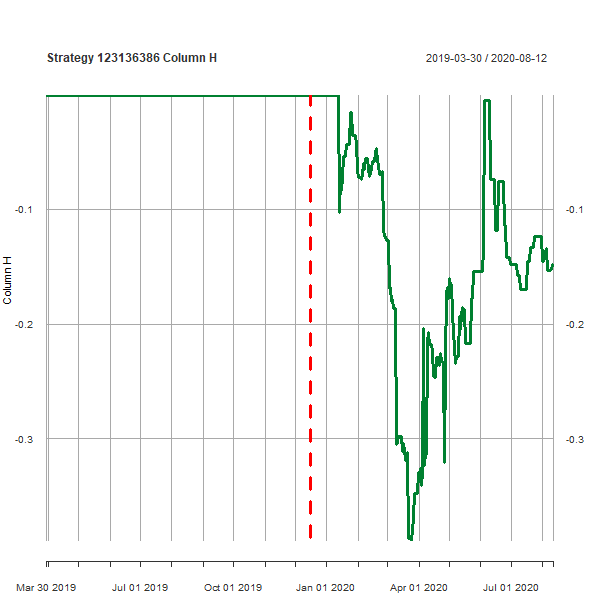 Strategy 123136386 Column H
2019-03-30 / 2020-08-12
-0.1 -0.1
-0.2 -0.2
-0.3 -0.3
Column H
Mar 30 2019 Jul 01 2019 Oct 01 2019 Jan 01 2020 Apr 01 2020 Jul 01 2020